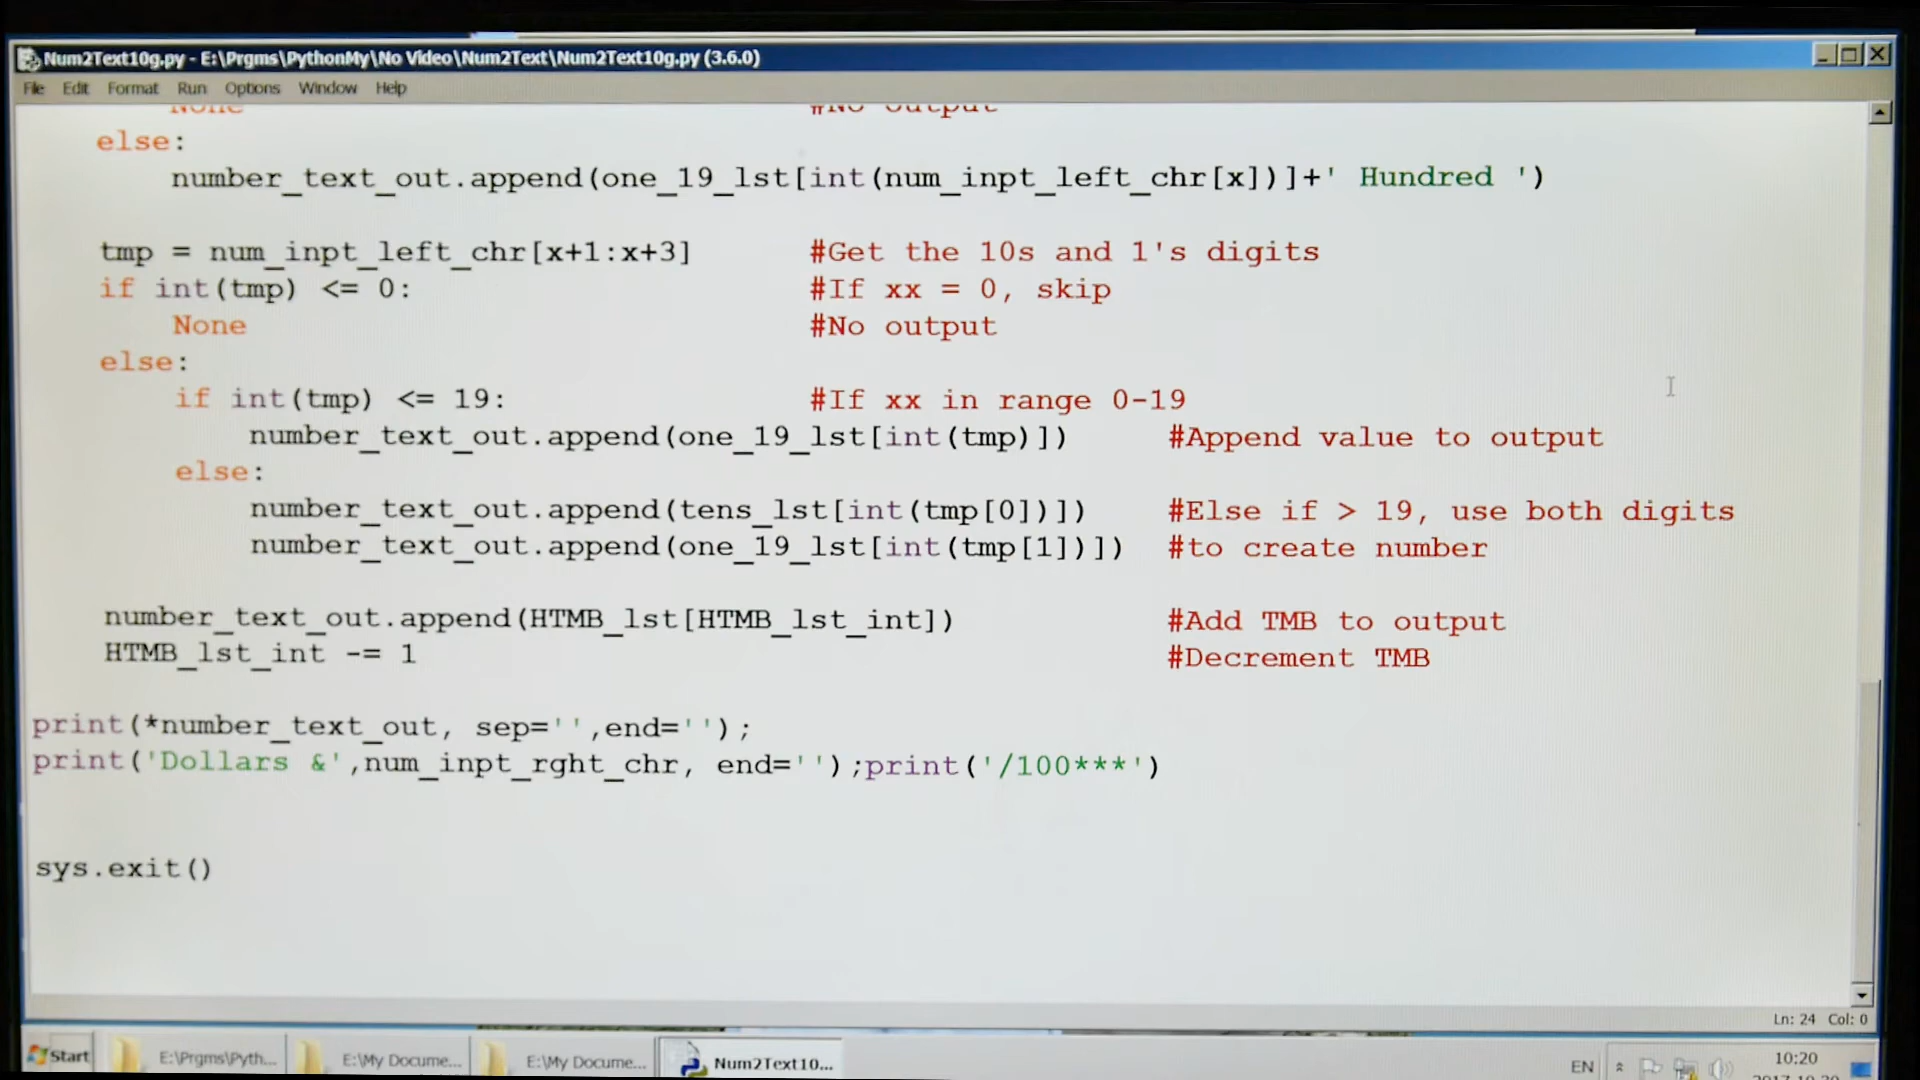 Num2Text10g.py - E:\Prgms\PythonMy\No Video\Num2Text\Num2Text10g.py (3.6.0)
File Edit Format Run Options Window Help
None #No output
else:
number_text_out.append(one_19_lst[int(num_inpt_left_chr[x])]+' Hundred ')
tmp = num_inpt_left_chr[x+1:x+3] #Get the 10s and 1's digits
if int(tmp) <= 0: #If xx = 0, skip
None #No output
else:
if int(tmp) <= 19: #If xx in range 0-19
number_text_out.append(one_19_lst[int(tmp)]) #Append value to output
else:
number_text_out.append(tens_lst[int(tmp[0])]) #Else if > 19, use both digits
number_text_out.append(one_19_lst[int(tmp[1])]) #to create number
number_text_out.append(HTMB_lst[HTMB_lst_int]) #Add TMB to output
HTMB_lst_int -= 1 #Decrement TMB
print(*number_text_out, sep='',end='');
print('Dollars &',num_inpt_rght_chr, end='');print('/100***')
sys.exit()
Ln: 24 Col: 0
Start E:\Prgms\Pyth... E:\My Docume... E:\My Docume... Num2Text10... EN 10:20